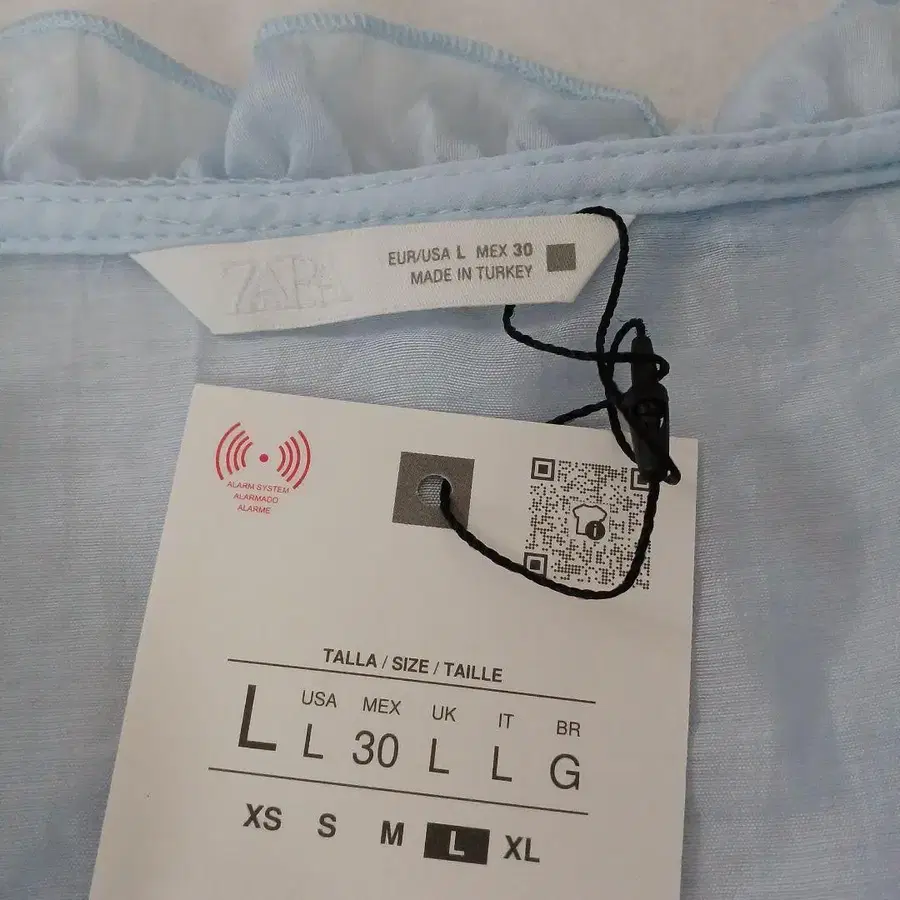 ZARA
EUR/USA L MEX 30
MADE IN TURKEY
ALARM SYSTEM
ALARMADO
ALARME
TALLA / SIZE / TAILLE
USA MEX UK IT BR
L L 30 L L G
XS S M L XL